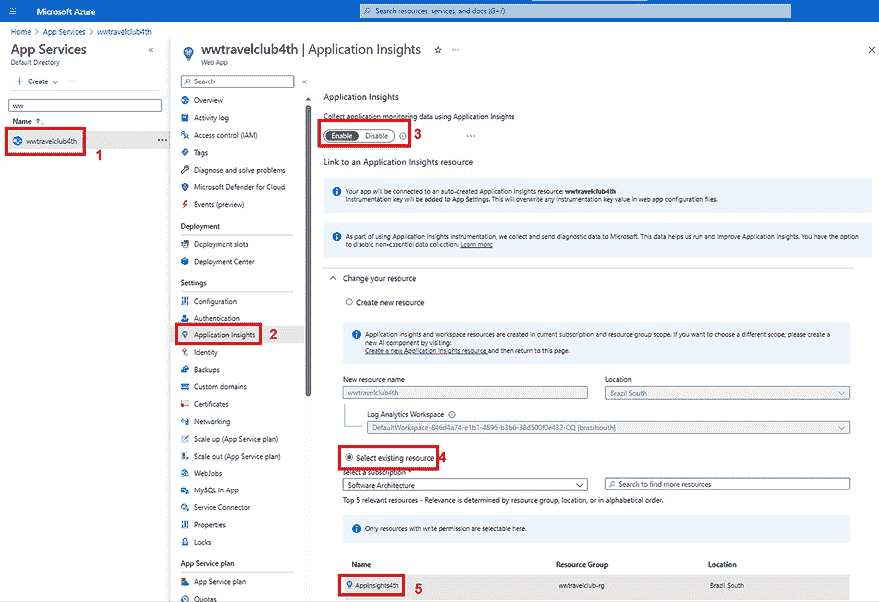 Microsoft Azure
Search resources, services, and docs (G+/)
Home > App Services > wwtravelclub4th
App Services
Default Directory
+ Create
ww
Name ↑↓
wwtravelclub4th
1
wwtravelclub4th | Application Insights
Web App
Search
Overview
Activity log
Access control (IAM)
Tags
Diagnose and solve problems
Microsoft Defender for Cloud
Events (preview)
Deployment
Deployment slots
Deployment Center
Settings
Configuration
Authentication
Application Insights
2
Identity
Backups
Custom domains
Certificates
Networking
Scale up (App Service plan)
Scale out (App Service plan)
WebJobs
MySQL In App
Service Connector
Properties
Locks
App Service plan
App Service plan
Quotas
Application Insights
Collect application monitoring data using Application Insights
Enable Disable
3
Link to an Application Insights resource
Your app will be connected to an auto-created Application Insights resource: wwtravelclub4th
Instrumentation key will be added to App Settings. This will overwrite any instrumentation key value in web app configuration files.
As part of using Application Insights instrumentation, we collect and send diagnostic data to Microsoft. This data helps us run and improve Application Insights. You have the option
to disable non-essential data collection. Learn more
Change your resource
Create new resource
Application insights and workspace resources are created in current subscription and resource group scope. If you want to choose a different scope, please create a
new AI component by visiting:
Create a new Application Insights resource and then return to this page.
New resource name
Location
wwtravelclub4th
Brazil South
Log Analytics Workspace
DefaultWorkspace-846d4a74-e1b1-4896-b3b6-38d500f0e432-CQ [brazilsouth]
Select existing resource
4
Select a subscription *
Software Architecture
Search to find more resources
Top 5 relevant resources - Relevance is determined by resource group, location, or in alphabetical order.
Only resources with write permission are selectable here.
Name Resource Group Location
AppInsights4th
5
wwtravelclub-rg
Brazil South